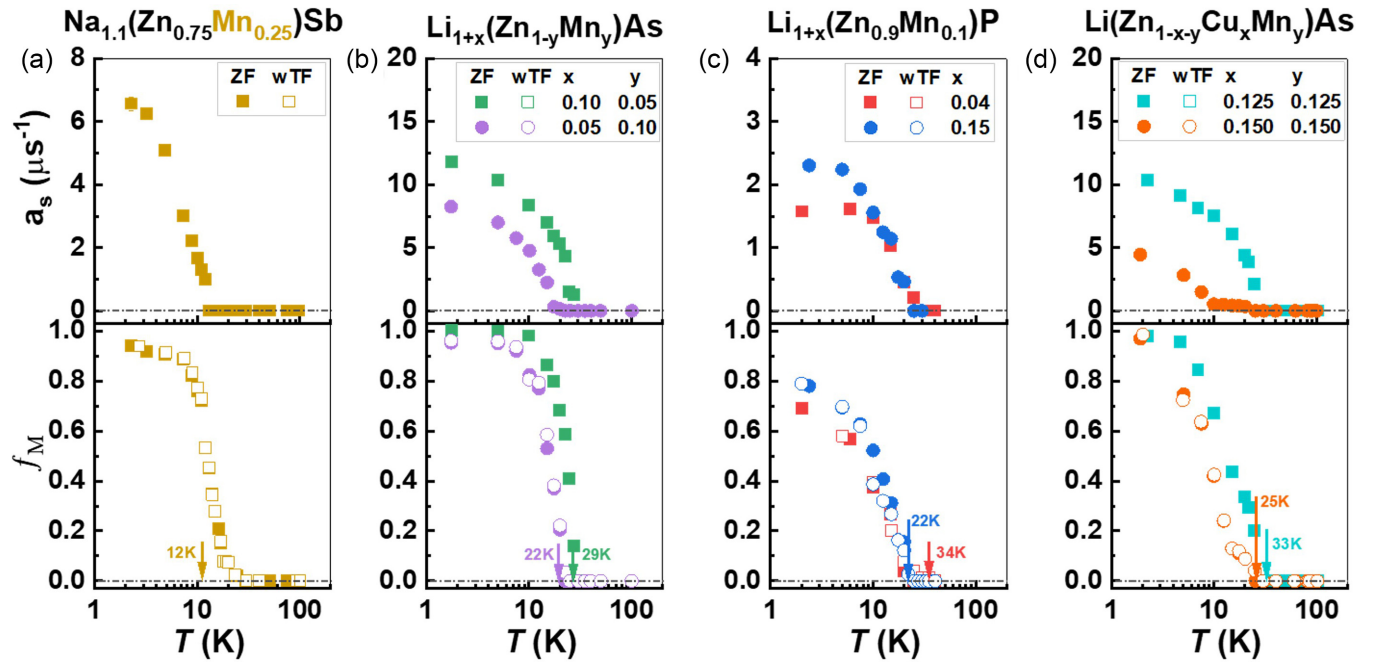 Na1.1(Zn0.75Mn0.25)Sb
Li1+x(Zn1-yMny)As
Li1+x(Zn0.9Mn0.1)P
Li(Zn1-x-yCuxMny)As
(a)
(b)
(c)
(d)
as (μs-1)
8
6
4
2
0
ZF wTF
20
15
10
5
0
ZF wTF x y
0.10 0.05
0.05 0.10
4
3
2
1
0
ZF wTF x
0.04
0.15
20
15
10
5
0
ZF wTF x y
0.125 0.125
0.150 0.150
fM
1.0
0.8
0.6
0.4
0.2
0.0
12K
1.0
0.8
0.6
0.4
0.2
0.0
22K
29K
1.0
0.8
0.6
0.4
0.2
0.0
22K
34K
1.0
0.8
0.6
0.4
0.2
0.0
25K
33K
1 10 100
1 10 100
1 10 100
1 10 100
T (K)
T (K)
T (K)
T (K)